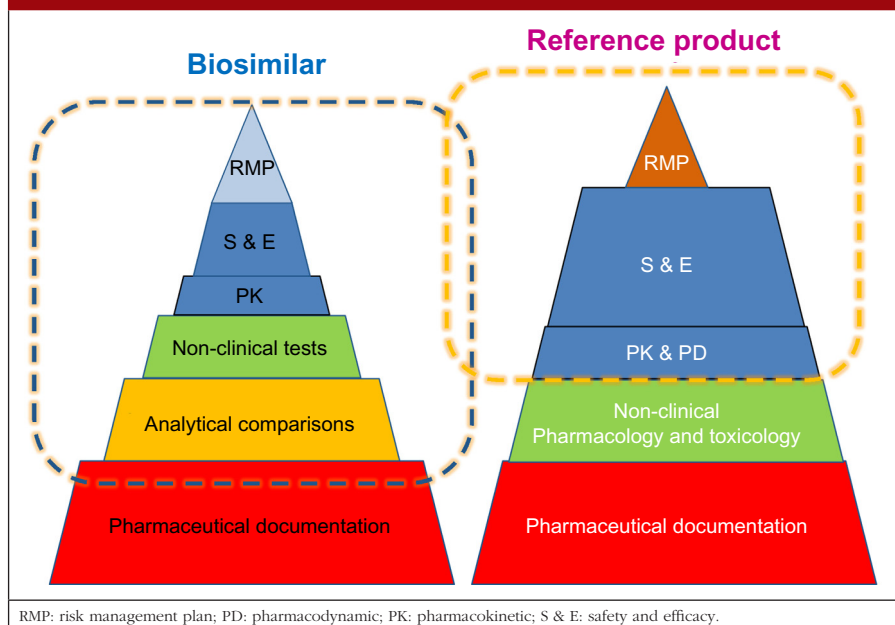 Biosimilar
Reference product
RMP
S & E
PK
Non-clinical tests
Analytical comparisons
Pharmaceutical documentation
RMP
S & E
PK & PD
Non-clinical
Pharmacology and toxicology
Pharmaceutical documentation
RMP: risk management plan; PD: pharmacodynamic; PK: pharmacokinetic; S & E: safety and efficacy.